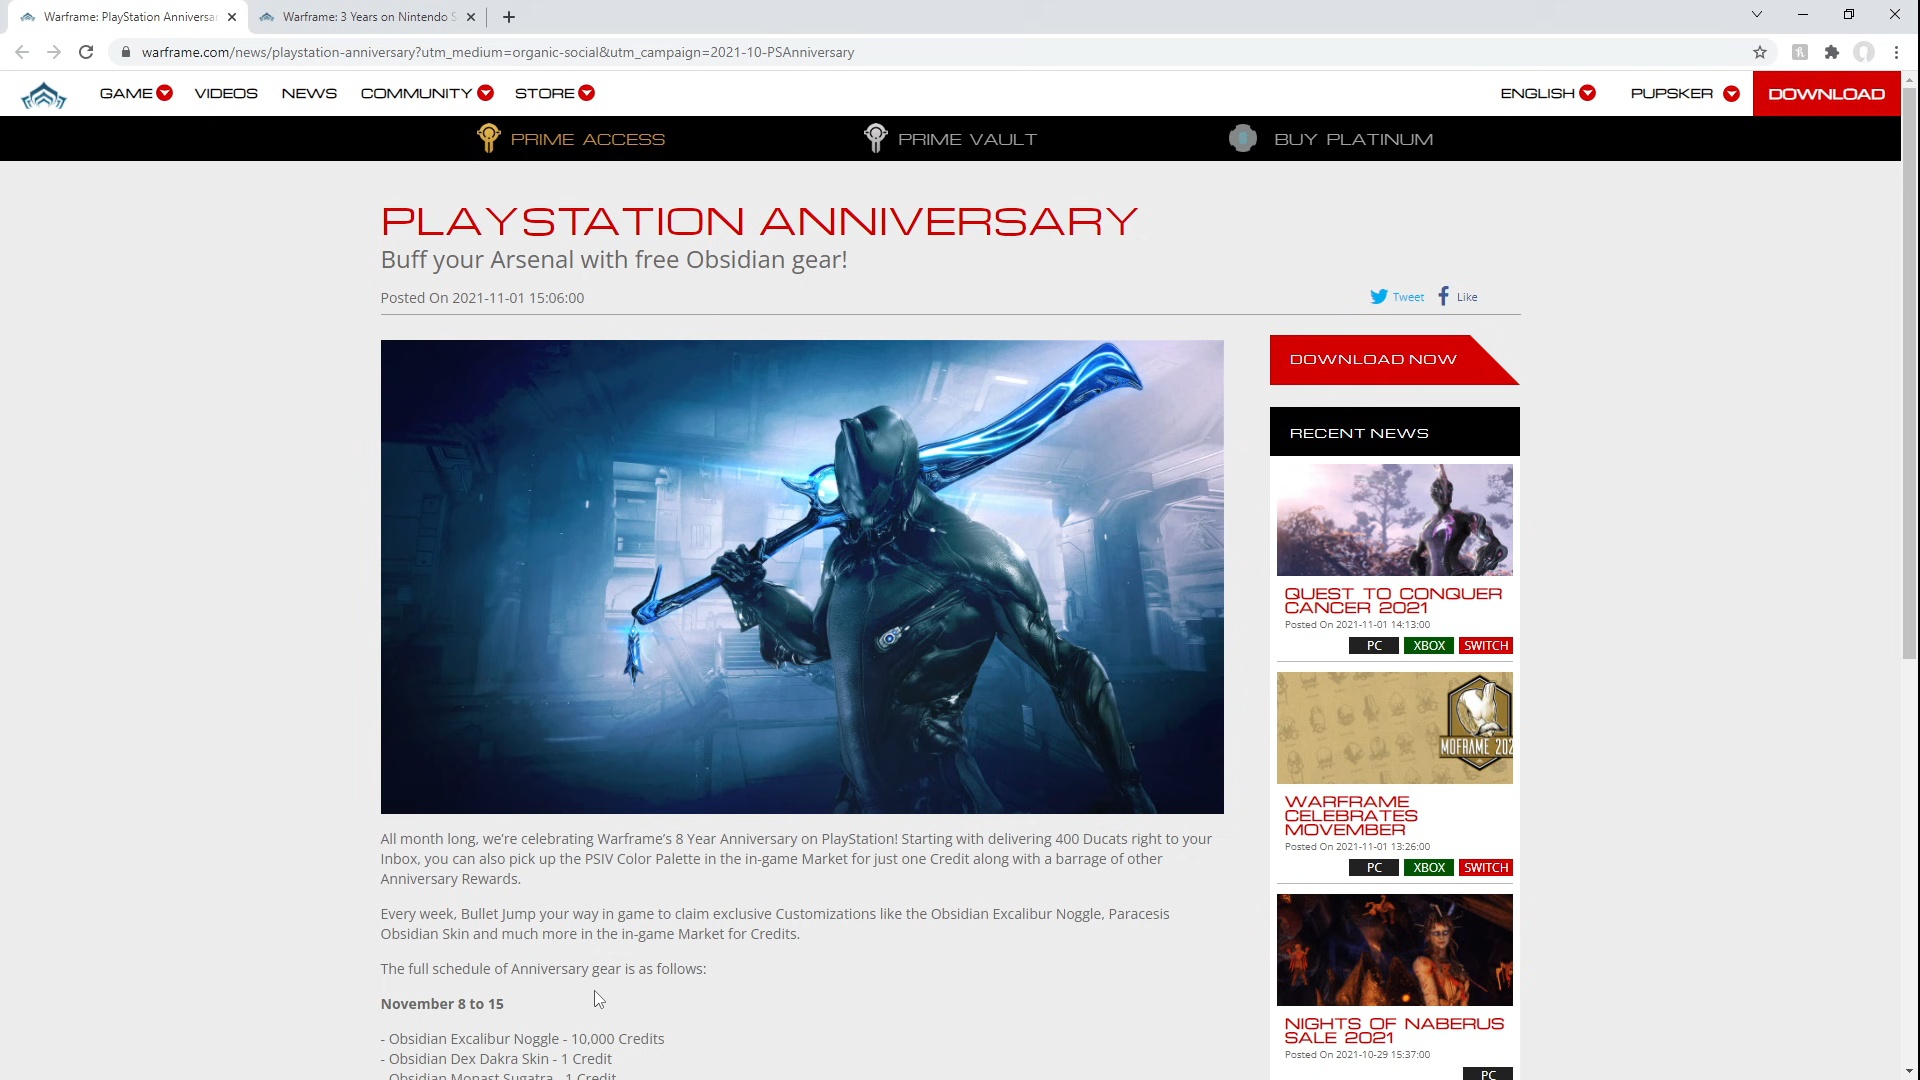 Warframe: PlayStation Anniversar
Warframe: 3 Years on Nintendo S
warframe.com/news/playstation-anniversary?utm_medium=organic-social&utm_campaign=2021-10-PSAnniversary
GAME VIDEOS NEWS COMMUNITY STORE ENGLISH PUPSKER DOWNLOAD
PRIME ACCESS PRIME VAULT BUY PLATINUM
PLAYSTATION ANNIVERSARY
Buff your Arsenal with free Obsidian gear!
Posted On 2021-11-01 15:06:00
Tweet Like
All month long, we're celebrating Warframe's 8 Year Anniversary on PlayStation! Starting with delivering 400 Ducats right to your
Inbox, you can also pick up the PSIV Color Palette in the in-game Market for just one Credit along with a barrage of other
Anniversary Rewards.
Every week, Bullet Jump your way in game to claim exclusive Customizations like the Obsidian Excalibur Noggle, Paracesis
Obsidian Skin and much more in the in-game Market for Credits.
The full schedule of Anniversary gear is as follows:
November 8 to 15
- Obsidian Excalibur Noggle - 10,000 Credits
- Obsidian Dex Dakra Skin - 1 Credit
- Obsidian Monast Sugatra - 1 Credit
DOWNLOAD NOW
RECENT NEWS
QUEST TO CONQUER
CANCER 2021
Posted On 2021-11-01 14:13:00
PC XBOX SWITCH
MOFRAME 202
WARFRAME
CELEBRATES
MOVEMBER
Posted On 2021-11-01 13:26:00
PC XBOX SWITCH
NIGHTS OF NABERUS
SALE 2021
Posted On 2021-10-29 15:37:00
PC